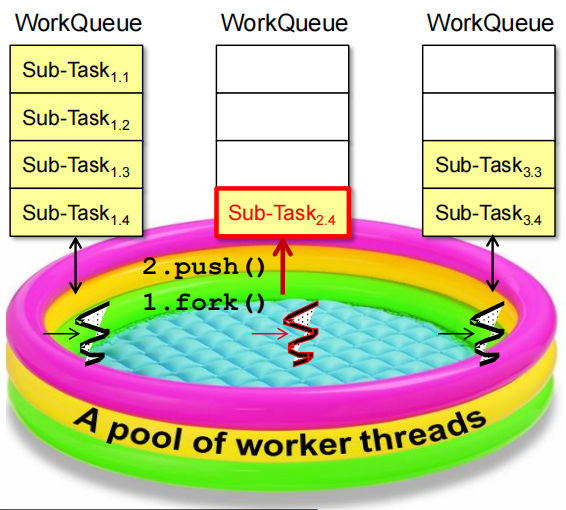 WorkQueue WorkQueue WorkQueue
Sub-Task1.1
Sub-Task1.2
Sub-Task1.3 Sub-Task3.3
Sub-Task1.4 Sub-Task2.4 Sub-Task3.4
2.push()
1.fork()
A pool of worker threads